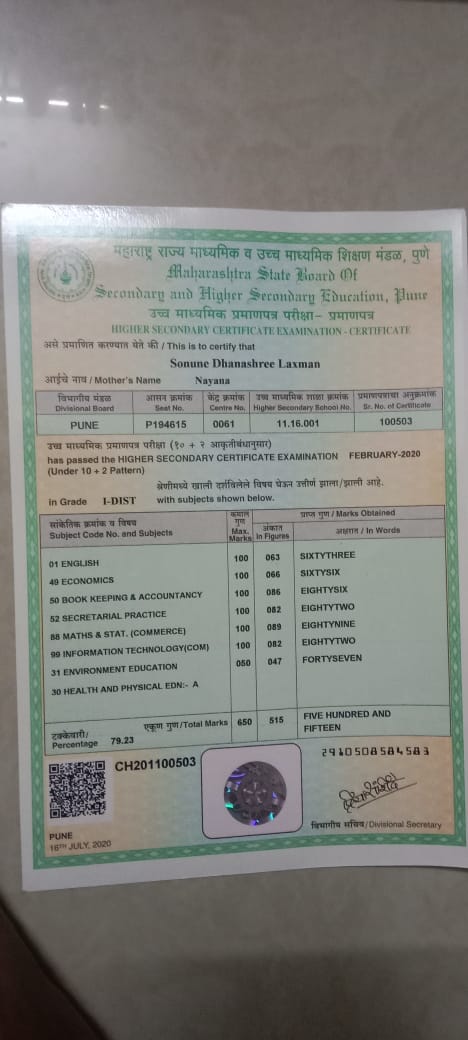 महाराष्ट्र राज्य माध्यमिक व उच्च माध्यमिक शिक्षण मंडळ, पुणे
Maharashtra State Board Of
Secondary and Higher Secondary Education, Pune
उच्च माध्यमिक प्रमाणपत्र परीक्षा- प्रमाणपत्र
HIGHER SECONDARY CERTIFICATE EXAMINATION - CERTIFICATE
असे प्रमाणित करण्यात येते की / This is to certify that
Sonune Dhanashree Laxman
आईचे नाव / Mother's Name Nayana
विभागीय मंडळ आसन क्रमांक केंद्र क्रमांक उच्च माध्यमिक शाळा क्रमांक प्रमाणपत्राचा अनुक्रमांक
Divisional Board Seat No. Centre No. Higher Secondary School No. Sr. No. of Certificate
PUNE P194615 0061 11.16.001 100503
उच्च माध्यमिक प्रमाणपत्र परीक्षा (१० + २ आकृतीबंधानुसार)
has passed the HIGHER SECONDARY CERTIFICATE EXAMINATION FEBRUARY-2020
(Under 10 + 2 Pattern)
श्रेणीमध्ये खाली दर्शविलेले विषय घेऊन उत्तीर्ण झाला/झाली आहे.
in Grade I-DIST with subjects shown below.
सांकेतिक क्रमांक व विषय
Subject Code No. and Subjects
कमाल
गुण
Max.
Marks
प्राप्त गुण / Marks Obtained
अंकात
In Figures
अक्षरात / In Words
01 ENGLISH 100 063 SIXTYTHREE
49 ECONOMICS 100 066 SIXTYSIX
50 BOOK KEEPING & ACCOUNTANCY 100 086 EIGHTYSIX
52 SECRETARIAL PRACTICE 100 082 EIGHTYTWO
88 MATHS & STAT. (COMMERCE) 100 089 EIGHTYNINE
99 INFORMATION TECHNOLOGY(COM) 100 082 EIGHTYTWO
31 ENVIRONMENT EDUCATION 050 047 FORTYSEVEN
30 HEALTH AND PHYSICAL EDN:- A
टक्केवारी/
Percentage 79.23
एकूण गुण/Total Marks 650 515 FIVE HUNDRED AND
FIFTEEN
CH201100503
2910508584583
विभागीय सचिव/Divisional Secretary
PUNE
16TH JULY, 2020